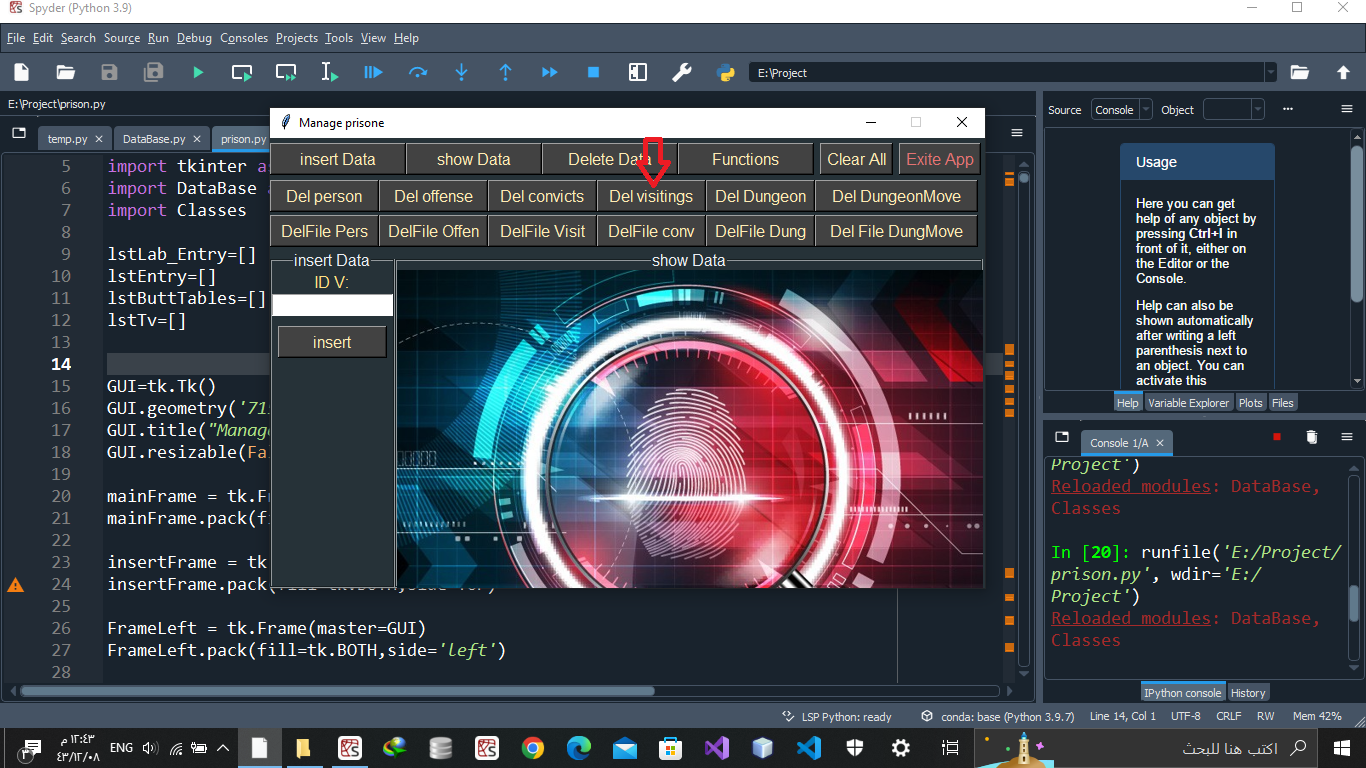 Spyder (Python 3.9)
File Edit Search Source Run Debug Consoles Projects Tools View Help
E:\Project
E:\Project\prison.py
temp.py DataBase.py prison.py
5 import tkinter as
6 import DataBase
7 import Classes
8
9 lstLab_Entry=[]
10 lstEntry=[]
11 lstButtTables=[]
12 lstTv=[]
13
14
15 GUI=tk.Tk()
16 GUI.geometry('715
17 GUI.title("Manag
18 GUI.resizable(Fal
19
20 mainFrame = tk.Fr
21 mainFrame.pack(fi
22
23 insertFrame = tk
24 insertFrame.pack(fill=tk.BOTH,side=TOP)
25
26 FrameLeft = tk.Frame(master=GUI)
27 FrameLeft.pack(fill=tk.BOTH,side='left')
28
Manage prisone
insert Data show Data Delete Data Functions Clear All Exite App
Del person Del offense Del convicts Del visitings Del Dungeon Del DungeonMove
DelFile Pers DelFile Offen DelFile Visit DelFile conv DelFile Dung Del File DungMove
insert Data show Data
ID V:
insert
Source Console Object
Usage
Here you can get
help of any object by
pressing Ctrl+I in
front of it, either on
the Editor or the
Console.
Help can also be
shown automatically
after writing a left
parenthesis next to
an object. You can
activate this
Help Variable Explorer Plots Files
Console 1/A
Project')
Reloaded modules: DataBase,
Classes
In [20]: runfile('E:/Project/
prison.py', wdir='E:/
Project')
Reloaded modules: DataBase,
Classes
IPython console History
LSP Python: ready conda: base (Python 3.9.7) Line 14, Col 1 UTF-8 CRLF RW Mem 42%
٣ ١٢:٤٣ م ENG اكتب هنا للبحث
٤٣/١٢/٠٨